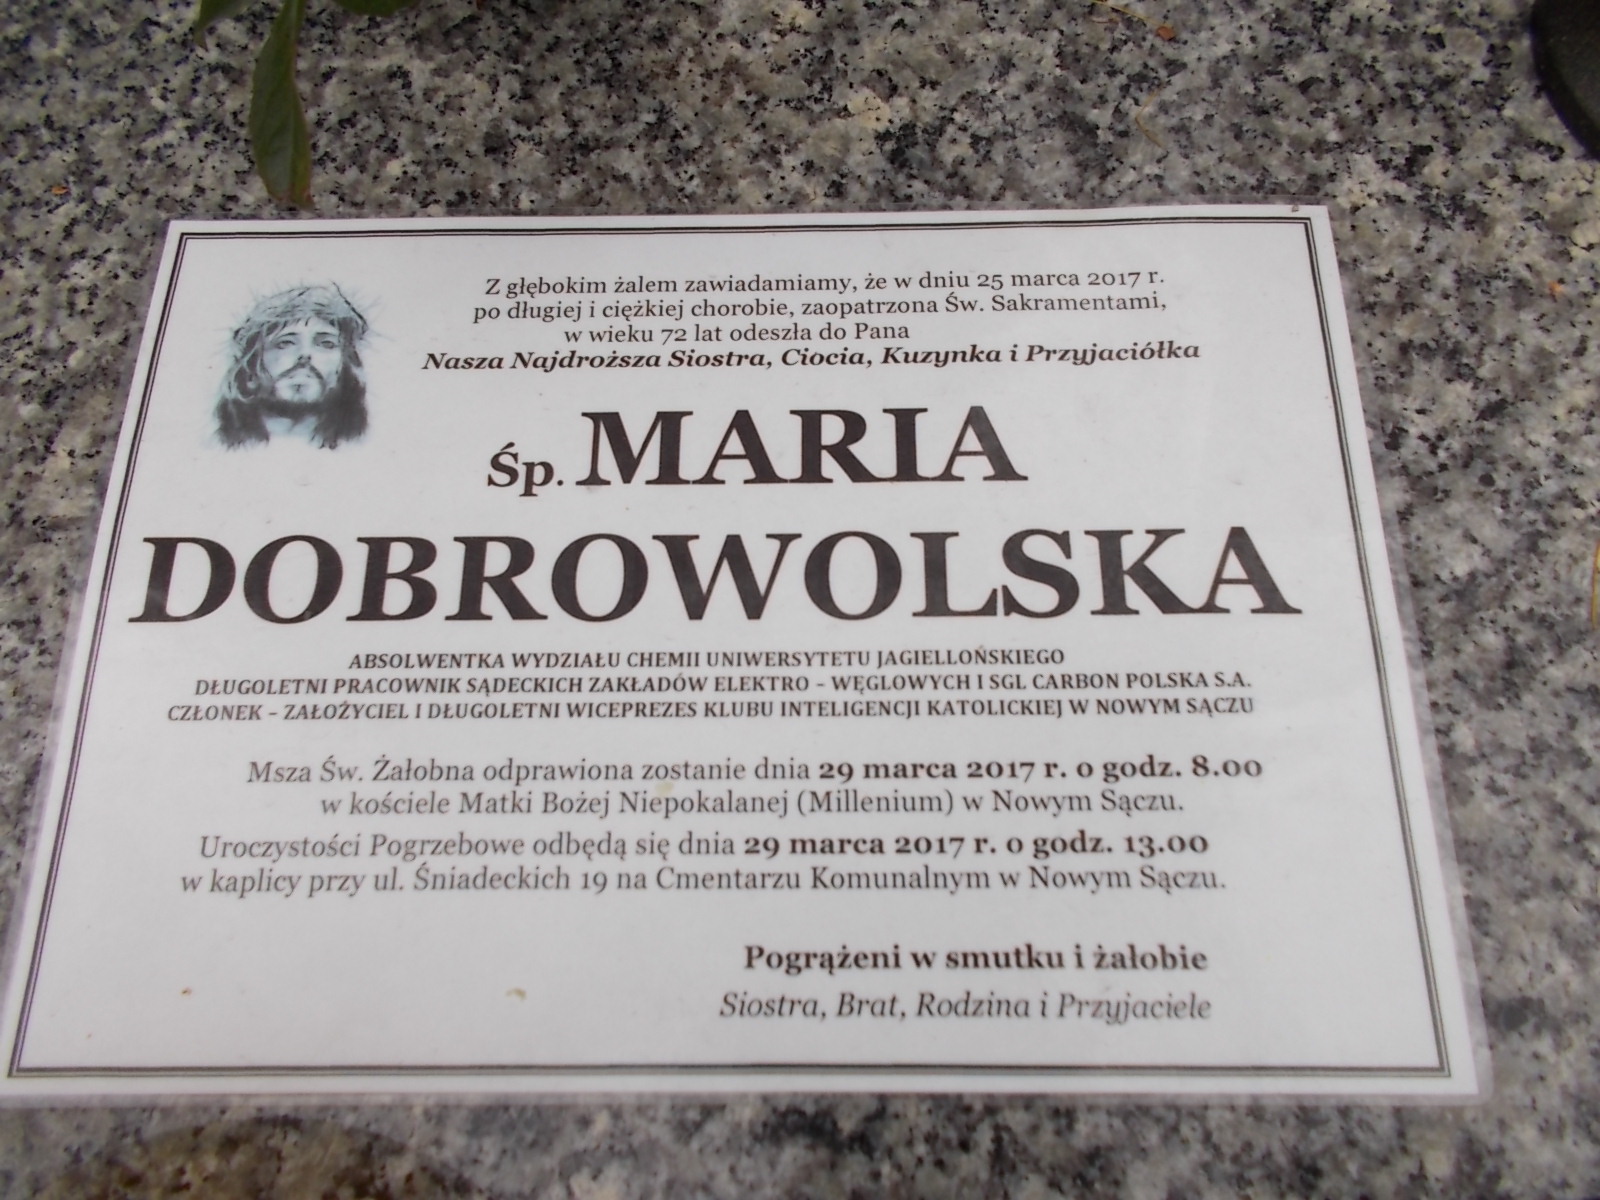 Z głębokim żalem zawiadamiamy, że w dniu 25 marca 2017 r.
po długiej i ciężkiej chorobie, zaopatrzona Św. Sakramentami,
w wieku 72 lat odeszła do Pana
Nasza Najdroższa Siostra, Ciocia, Kuzynka i Przyjaciółka
Śp. MARIA
DOBROWOLSKA
ABSOLWENTKA WYDZIAŁU CHEMII UNIWERSYTETU JAGIELLOŃSKIEGO
DŁUGOLETNI PRACOWNIK SĄDECKICH ZAKŁADÓW ELEKTRO – WĘGLOWYCH I SGL CARBON POLSKA S.A.
CZŁONEK – ZAŁOŻYCIEL I DŁUGOLETNI WICEPREZES KLUBU INTELIGENCJI KATOLICKIEJ W NOWYM SĄCZU
Msza Św. Żałobna odprawiona zostanie dnia 29 marca 2017 r. o godz. 8.00
w kościele Matki Bożej Niepokalanej (Millenium) w Nowym Sączu.
Uroczystości Pogrzebowe odbędą się dnia 29 marca 2017 r. o godz. 13.00
w kaplicy przy ul. Śniadeckich 19 na Cmentarzu Komunalnym w Nowym Sączu.
Pogrążeni w smutku i żałobie
Siostra, Brat, Rodzina i Przyjaciele